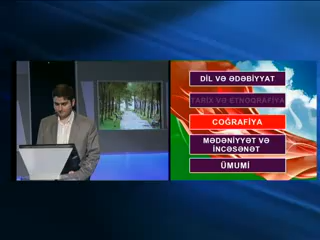 DİL VƏ ƏDƏBİYYAT
TARİX VƏ ETNOQRAFİYA
COĞRAFİYA
MƏDƏNİYYƏT VƏ
İNCƏSƏNƏT
ÜMUMİ